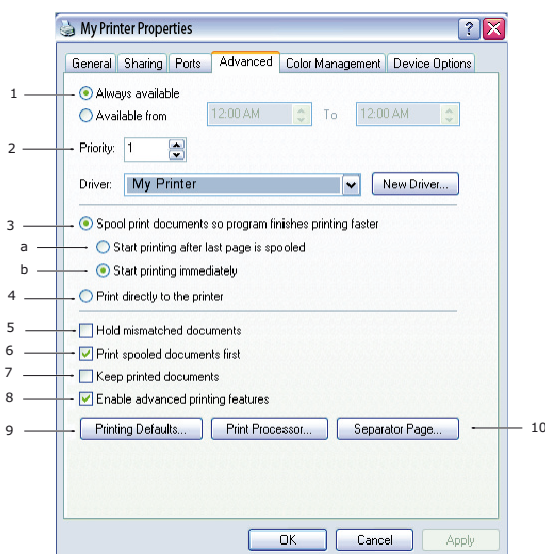 My Printer Properties ?
General Sharing Ports Advanced Color Management Device Options
1 Always available
Available from 12:00 AM To 12:00 AM
2 Priority: 1
Driver: My Printer New Driver...
3 Spool print documents so program finishes printing faster
a Start printing after last page is spooled
b Start printing immediately
4 Print directly to the printer
5 Hold mismatched documents
6 Print spooled documents first
7 Keep printed documents
8 Enable advanced printing features
9 Printing Defaults... Print Processor... Separator Page... 10
OK Cancel Apply